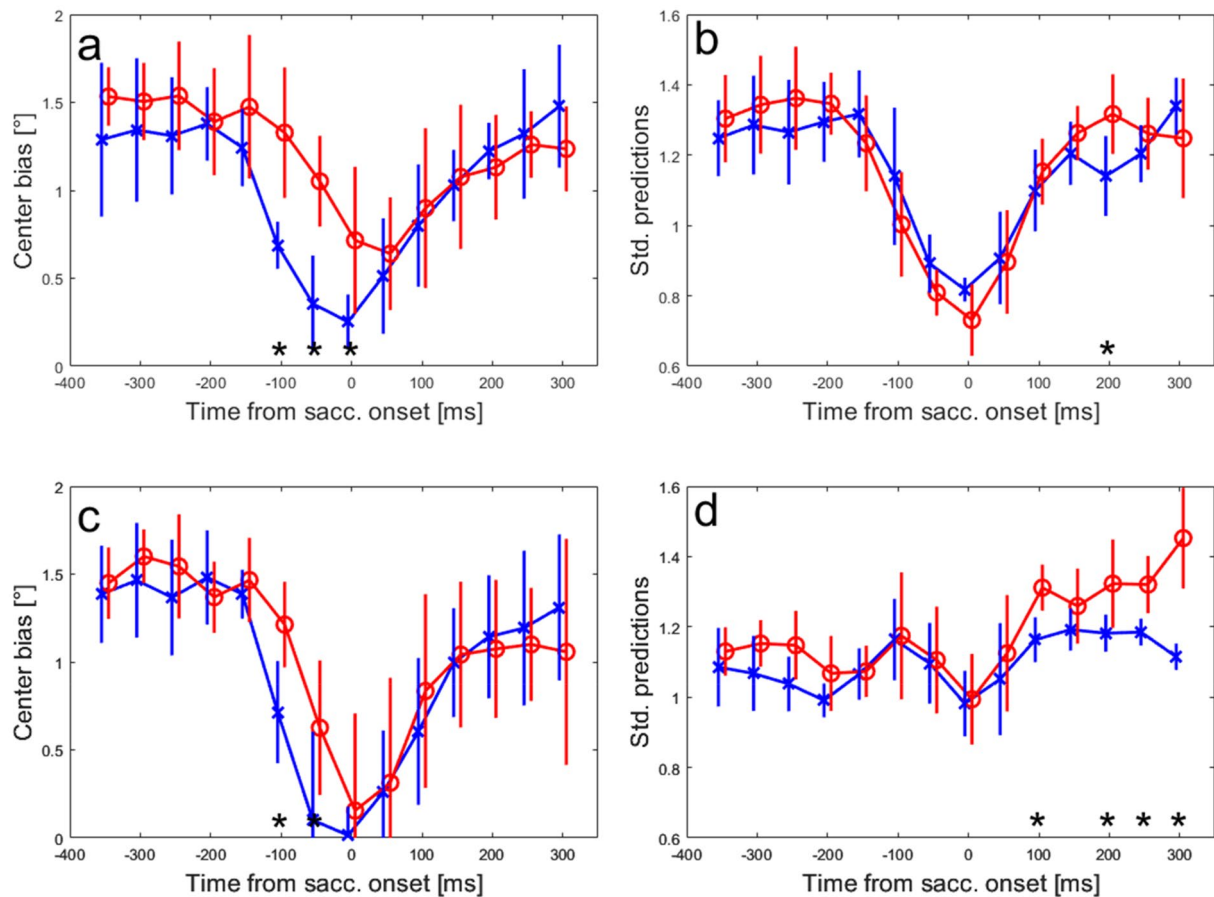 a
Center bias [°]
2
1.5
1
0.5
0
* * *
-400 -300 -200 -100 0 100 200 300
Time from sacc. onset [ms]
b
Std. predictions
1.6
1.4
1.2
1
0.8
0.6
*
-400 -300 -200 -100 0 100 200 300
Time from sacc. onset [ms]
c
Center bias [°]
2
1.5
1
0.5
0
* *
-400 -300 -200 -100 0 100 200 300
Time from sacc. onset [ms]
d
Std. predictions
1.6
1.4
1.2
1
0.8
0.6
* * * *
-400 -300 -200 -100 0 100 200 300
Time from sacc. onset [ms]